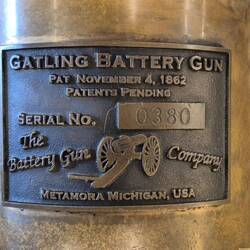 GATLING BATTERY GUN
PAT NOVEMBER 4, 1862
PATENTS PENDING
SERIAL NO. 0380
The
Battery Gun Company
METAMORA MICHIGAN, USA